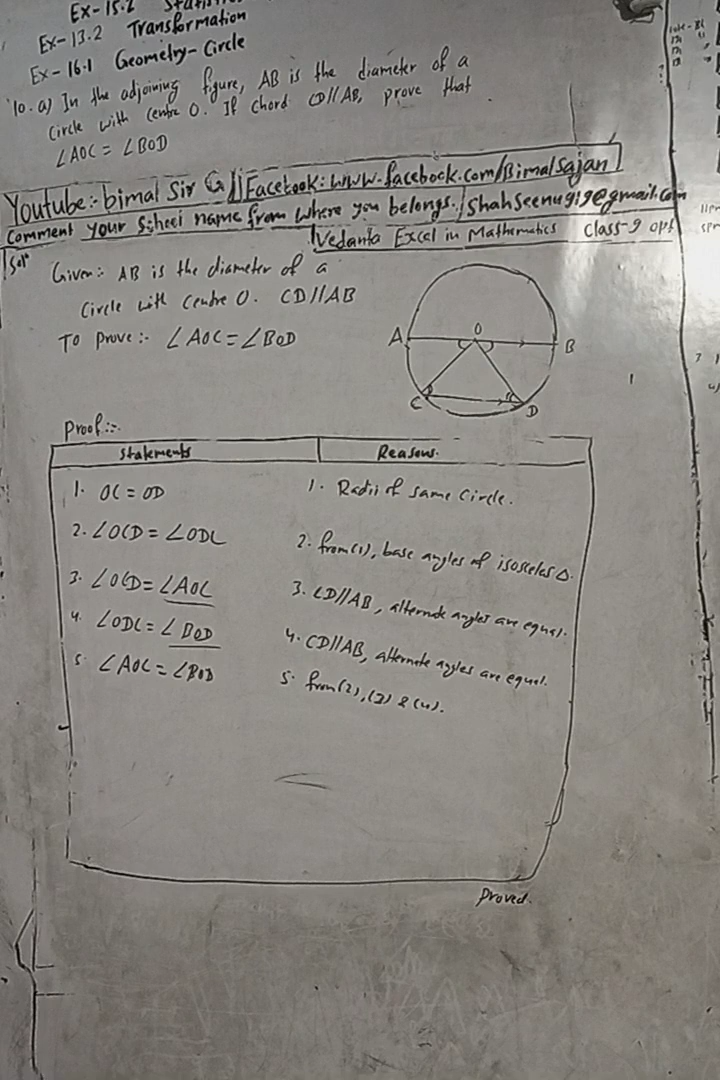 Ex-15.2
Ex-13.2 Transformation
Ex-16.1 Geometry-Circle
10. a) In the adjoining figure, AB is the diameter of a
circle with centre O. If chord CD//AB, prove that
∠AOC = ∠BOD
Youtube:- bimal Sir G || Facebook: www.facebook.com/Bimalsajan
Comment your School name from where you belongs. / Shahseenu919@gmail.com
Vedanta Excel in Mathematics Class-9 opt
Solⁿ
Given: AB is the diameter of a
Circle with centre O. CD//AB
To prove:- ∠AOC = ∠BOD
A O B
C D
Proof:-
Statements Reasons.
1. OC = OD 1. Radii of same circle.
2. ∠OCD = ∠ODC 2. from(1), base angles of isosceles Δ.
3. ∠OCD = ∠AOC 3. CD//AB, alternate angles are equal.
4. ∠ODC = ∠BOD 4. CD//AB, alternate angles are equal.
5. ∠AOC = ∠BOD 5. from (2), (3) & (4).
Proved.